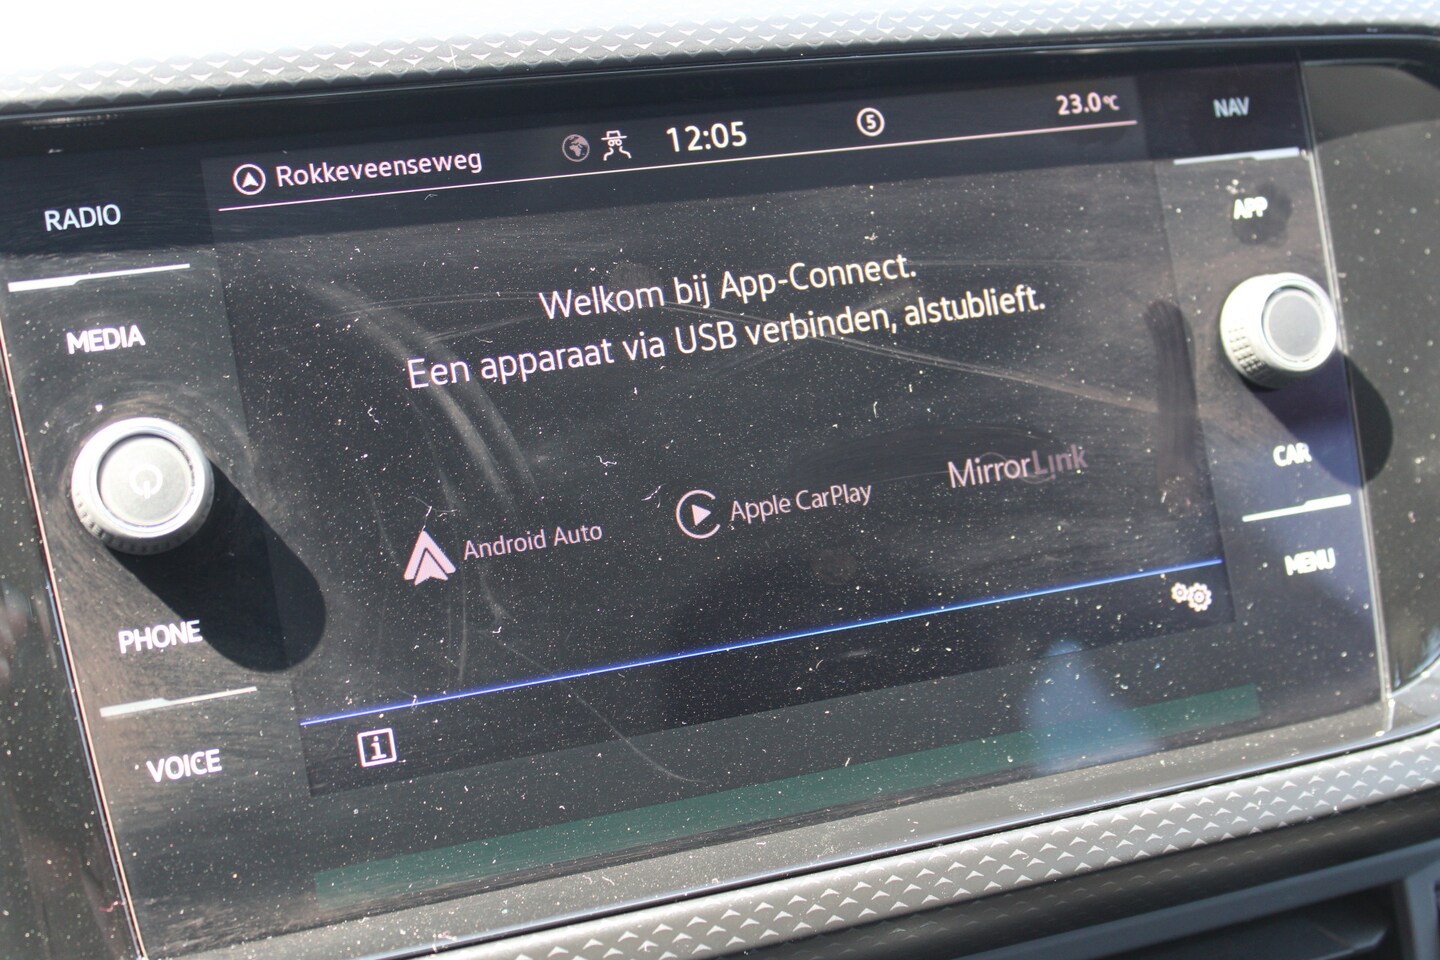 Rokkeveenseweg 12:05 5 23.0°C
RADIO
MEDIA
PHONE
VOICE
Welkom bij App-Connect.
Een apparaat via USB verbinden, alstublieft.
Android Auto
Apple CarPlay
MirrorLink
i
NAV
APP
CAR
MENU